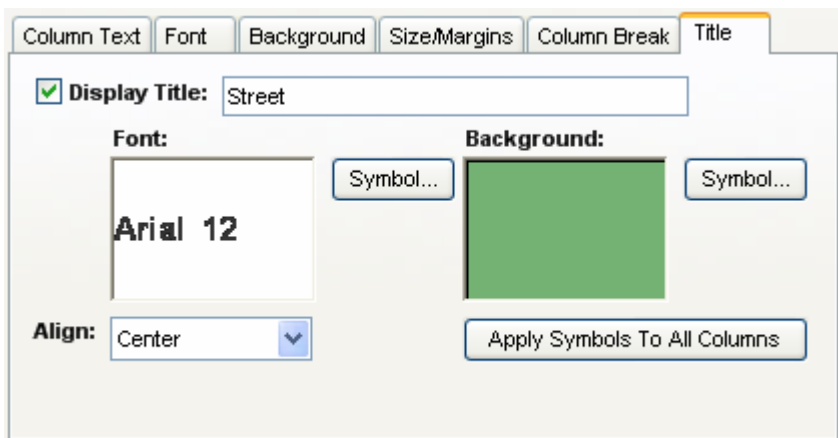 Column Text Font Background Size/Margins Column Break Title
Display Title: Street
Font: Background:
Symbol... Symbol...
Arial 12
Align: Center Apply Symbols To All Columns